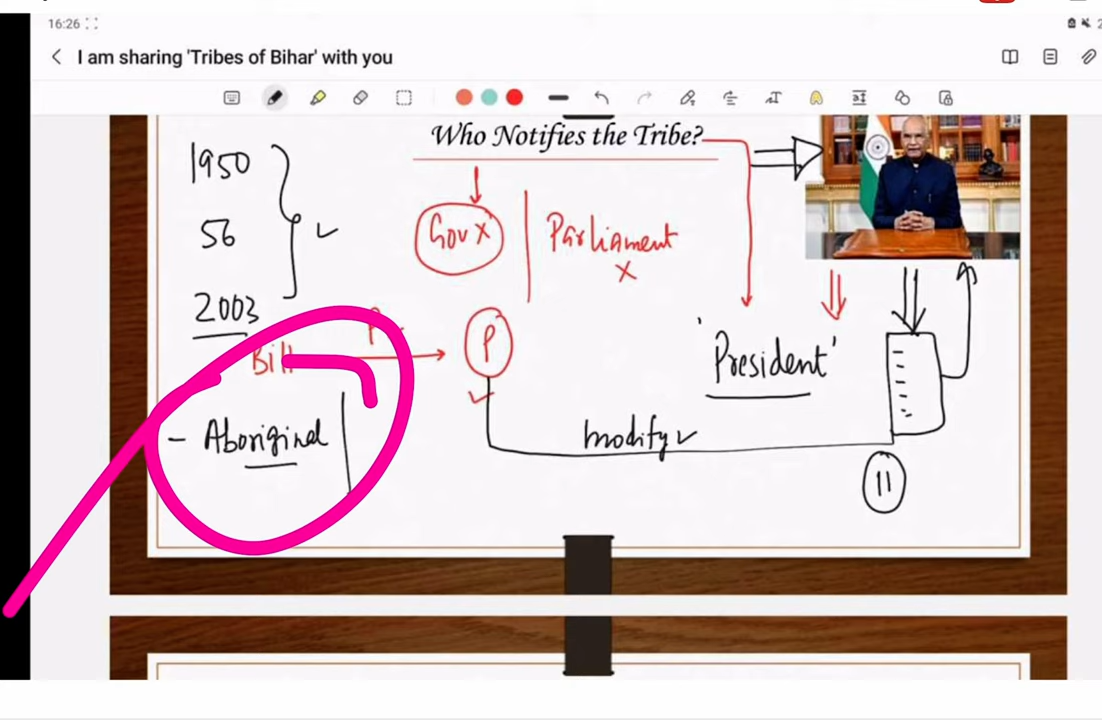 16:26
I am sharing 'Tribes of Bihar' with you
Who Notifies the Tribe?
1950
56
2003
Gov X
Parliament
X
Bill
P
'President'
modify
- Aboriginal
11